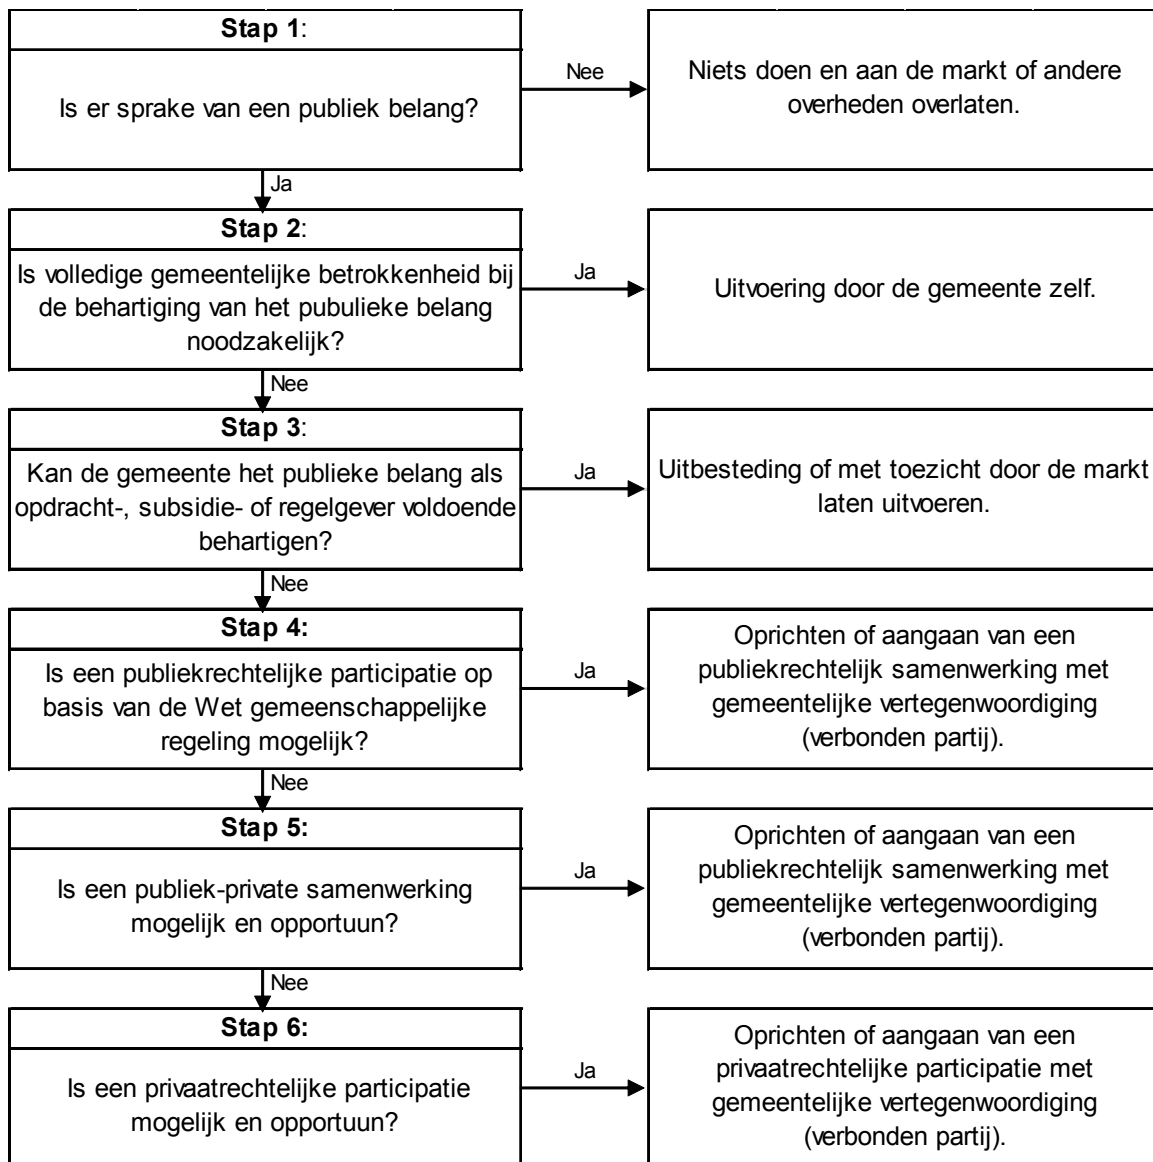 Stap 1:
Is er sprake van een publiek belang?
Nee
Niets doen en aan de markt of andere
overheden overlaten.
Ja
Stap 2:
Is volledige gemeentelijke betrokkenheid bij
de behartiging van het pubulieke belang
noodzakelijk?
Ja
Uitvoering door de gemeente zelf.
Nee
Stap 3:
Kan de gemeente het publieke belang als
opdracht-, subsidie- of regelgever voldoende
behartigen?
Ja
Uitbesteding of met toezicht door de markt
laten uitvoeren.
Nee
Stap 4:
Is een publiekrechtelijke participatie op
basis van de Wet gemeenschappelijke
regeling mogelijk?
Ja
Oprichten of aangaan van een
publiekrechtelijk samenwerking met
gemeentelijke vertegenwoordiging
(verbonden partij).
Nee
Stap 5:
Is een publiek-private samenwerking
mogelijk en opportuun?
Ja
Oprichten of aangaan van een
publiekrechtelijk samenwerking met
gemeentelijke vertegenwoordiging
(verbonden partij).
Nee
Stap 6:
Is een privaatrechtelijke participatie
mogelijk en opportuun?
Ja
Oprichten of aangaan van een
privaatrechtelijke participatie met
gemeentelijke vertegenwoordiging
(verbonden partij).